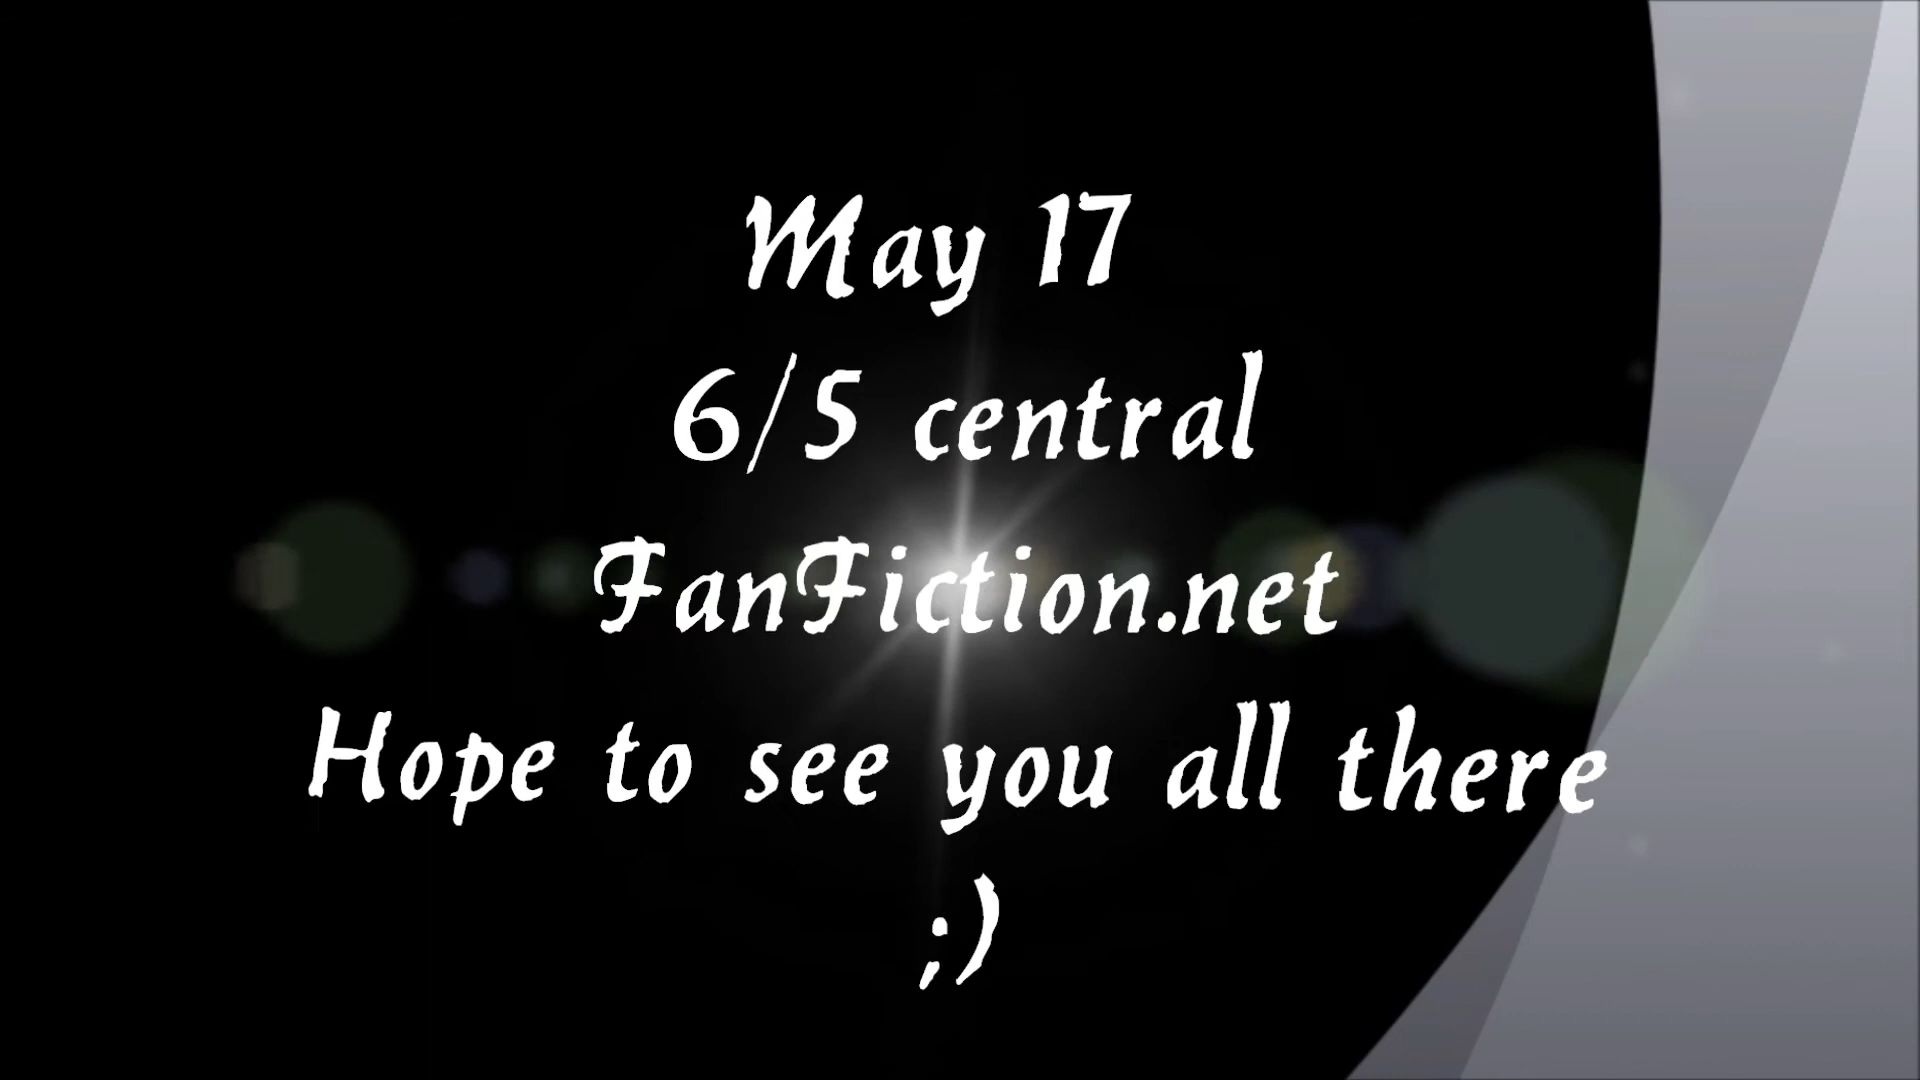 May 17
6/5 central
FanFiction.net
Hope to see you all there
;)